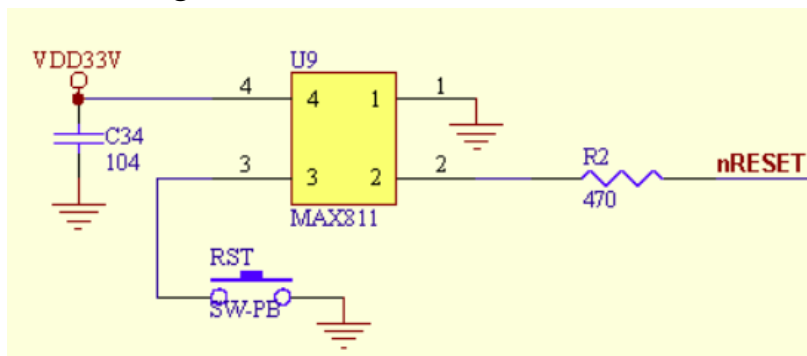 VDD33V
U9
4
4
1
1
C34
104
3
3
2
2
R2
nRESET
470
MAX811
RST
SW-PB